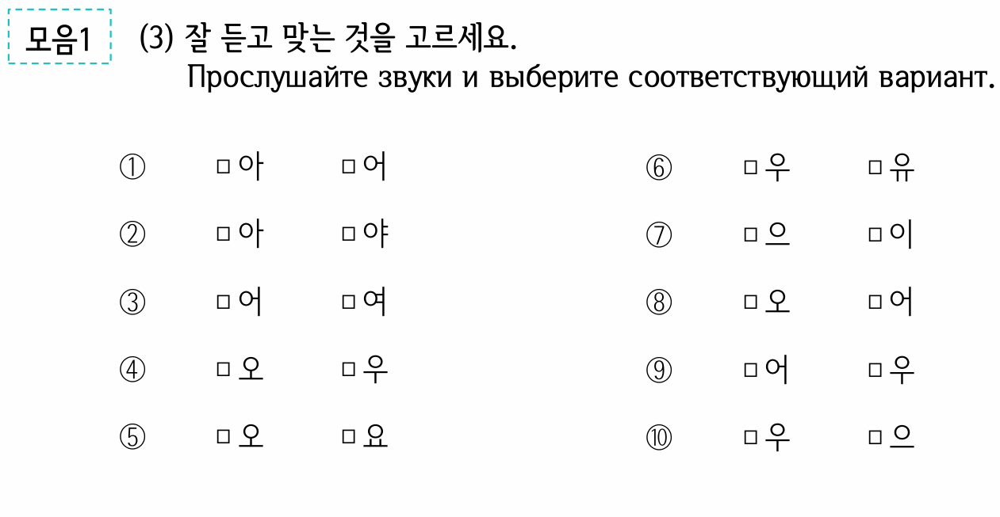 모음1 (3) 잘 듣고 맞는 것을 고르세요.
Прослушайте звуки и выберите соответствующий вариант.
① □ 아 □ 어
② □ 아 □ 야
③ □ 어 □ 여
④ □ 오 □ 우
⑤ □ 오 □ 요
⑥ □ 우 □ 유
⑦ □ 으 □ 이
⑧ □ 오 □ 어
⑨ □ 어 □ 우
⑩ □ 우 □ 으